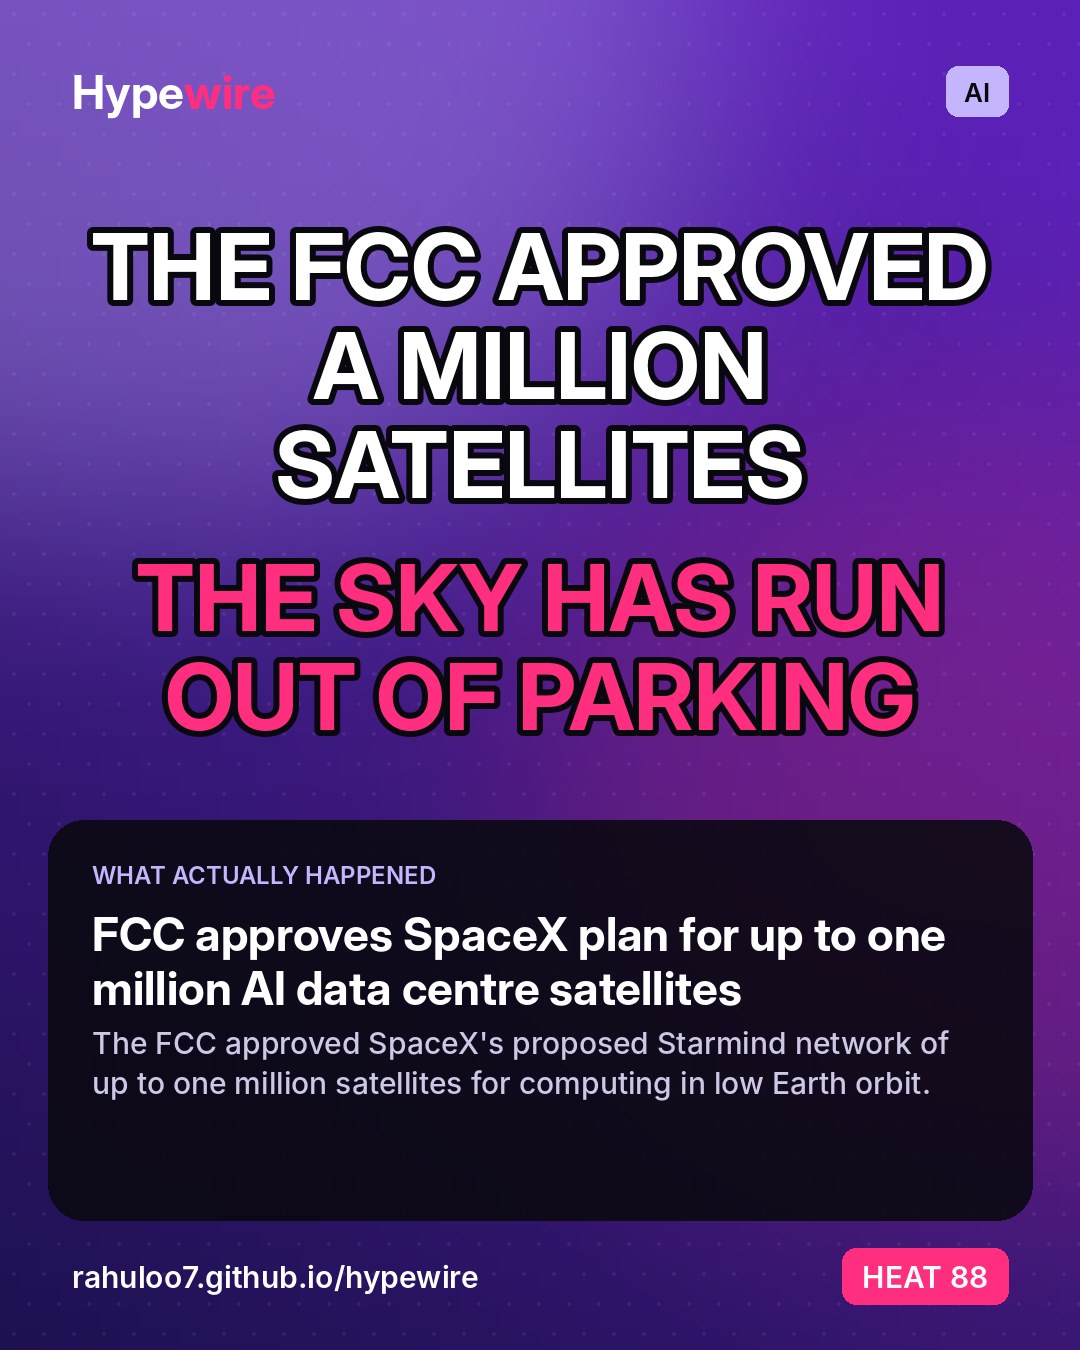 Hypewire
AI
THE FCC APPROVED
A MILLION
SATELLITES
THE SKY HAS RUN
OUT OF PARKING
WHAT ACTUALLY HAPPENED
FCC approves SpaceX plan for up to one
million AI data centre satellites
The FCC approved SpaceX's proposed Starmind network of
up to one million satellites for computing in low Earth orbit.
rahuloo7.github.io/hypewire
HEAT 88